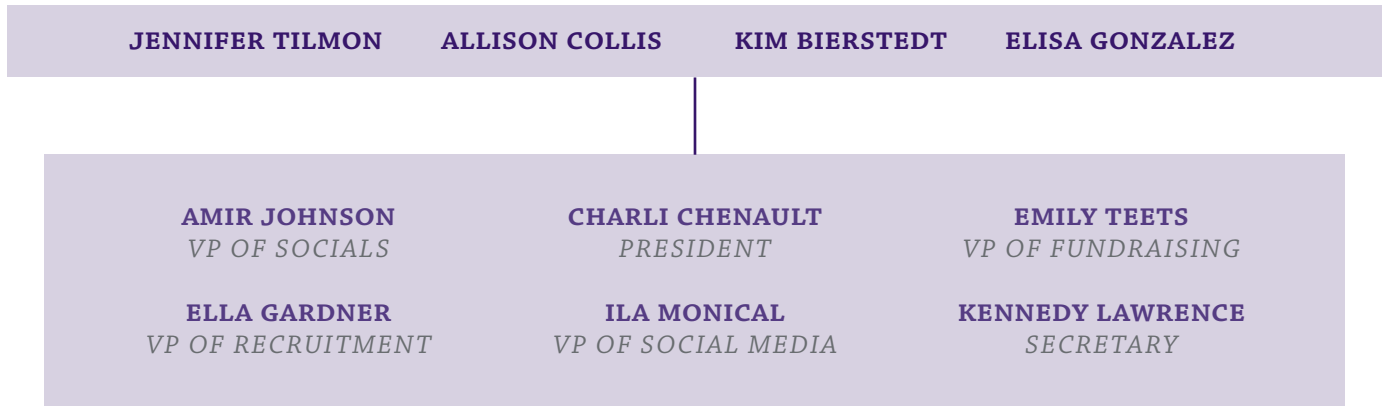 JENNIFER TILMON ALLISON COLLIS KIM BIERSTEDT ELISA GONZALEZ
AMIR JOHNSON CHARLI CHENAULT EMILY TEETS
VP OF SOCIALS PRESIDENT VP OF FUNDRAISING
ELLA GARDNER ILA MONICAL KENNEDY LAWRENCE
VP OF RECRUITMENT VP OF SOCIAL MEDIA SECRETARY